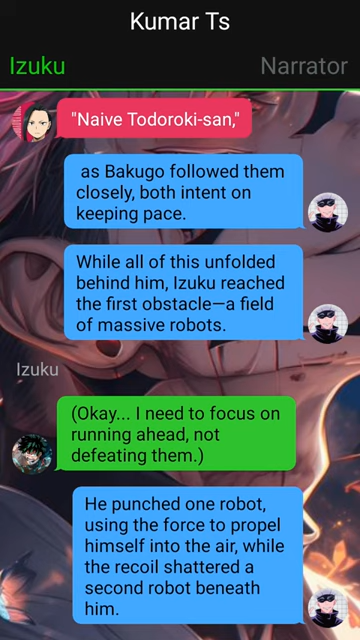 Kumar Ts
Izuku
Narrator
"Naive Todoroki-san,"
as Bakugo followed them
closely, both intent on
keeping pace.
While all of this unfolded
behind him, Izuku reached
the first obstacle—a field
of massive robots.
Izuku
(Okay... I need to focus on
running ahead, not
defeating them.)
He punched one robot,
using the force to propel
himself into the air, while
the recoil shattered a
second robot beneath
him.